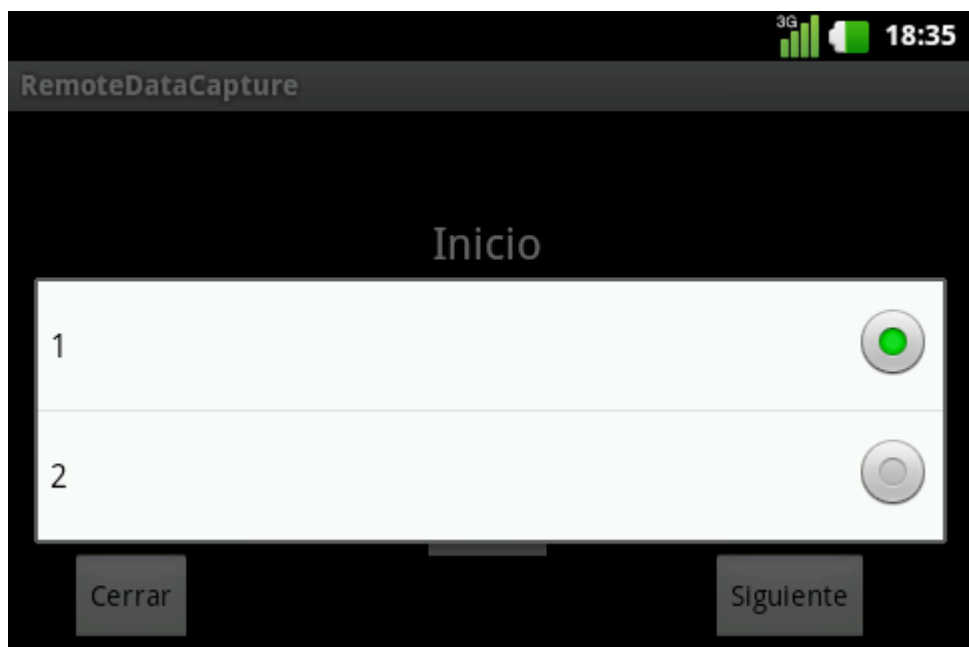 3G 18:35
RemoteDataCapture
Inicio
1
2
Cerrar Siguiente